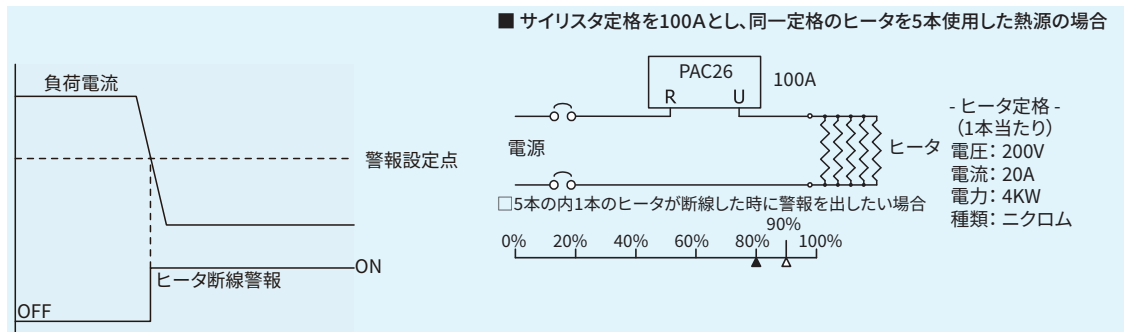 負荷電流
警報設定点
ヒータ断線警報
ON
OFF
■ サイリスタ定格を100Aとし、同一定格のヒータを5本使用した熱源の場合
PAC26
R U
100A
電源
ヒータ
- ヒータ定格 -
(1本当たり)
電圧：200V
電流：20A
電力：4KW
種類：ニクロム
□5本の内1本のヒータが断線した時に警報を出したい場合
90%
0% 20% 40% 60% 80% 100%